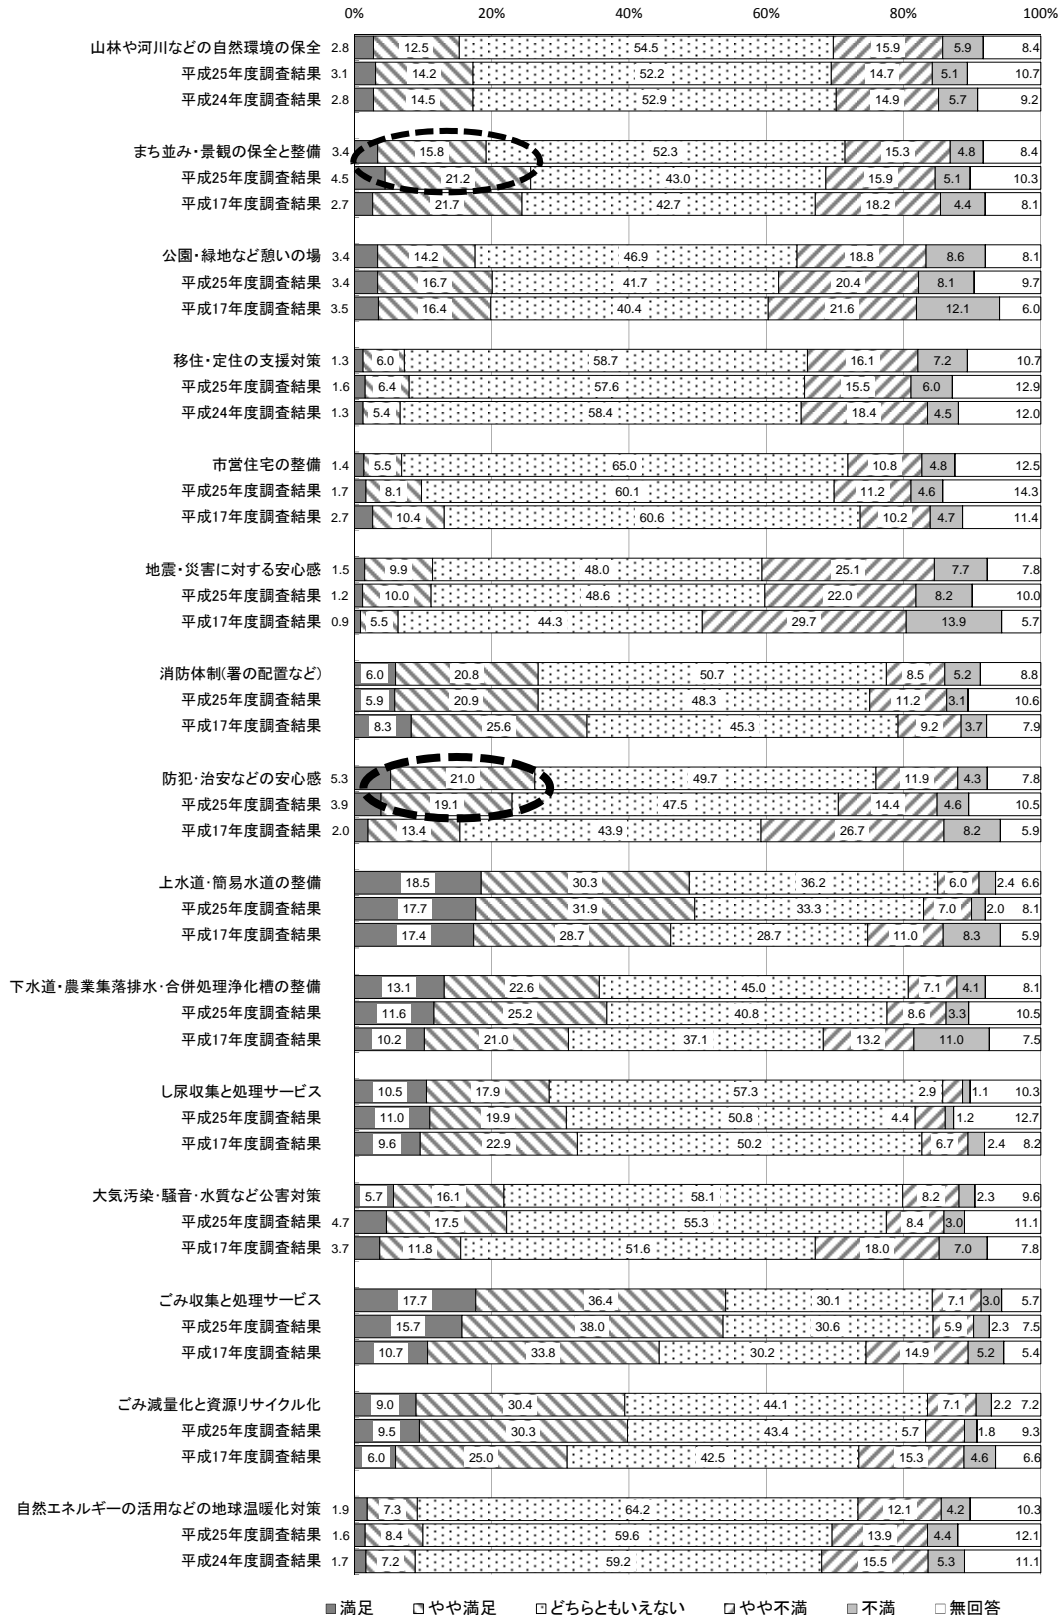 0% 20% 40% 60% 80% 100%
山林や河川などの自然環境の保全 2.8 12.5 54.5 15.9 5.9 8.4
平成25年度調査結果 3.1 14.2 52.2 14.7 5.1 10.7
平成24年度調査結果 2.8 14.5 52.9 14.9 5.7 9.2
まち並み・景観の保全と整備 3.4 15.8 52.3 15.3 4.8 8.4
平成25年度調査結果 4.5 21.2 43.0 15.9 5.1 10.3
平成17年度調査結果 2.7 21.7 42.7 18.2 4.4 8.1
公園・緑地など憩いの場 3.4 14.2 46.9 18.8 8.6 8.1
平成25年度調査結果 3.4 16.7 41.7 20.4 8.1 9.7
平成17年度調査結果 3.5 16.4 40.4 21.6 12.1 6.0
移住・定住の支援対策 1.3 6.0 58.7 16.1 7.2 10.7
平成25年度調査結果 1.6 6.4 57.6 15.5 6.0 12.9
平成24年度調査結果 1.3 5.4 58.4 18.4 4.5 12.0
市営住宅の整備 1.4 5.5 65.0 10.8 4.8 12.5
平成25年度調査結果 1.7 8.1 60.1 11.2 4.6 14.3
平成17年度調査結果 2.7 10.4 60.6 10.2 4.7 11.4
地震・災害に対する安心感 1.5 9.9 48.0 25.1 7.7 7.8
平成25年度調査結果 1.2 10.0 48.6 22.0 8.2 10.0
平成17年度調査結果 0.9 5.5 44.3 29.7 13.9 5.7
消防体制(署の配置など) 6.0 20.8 50.7 8.5 5.2 8.8
平成25年度調査結果 5.9 20.9 48.3 11.2 3.1 10.6
平成17年度調査結果 8.3 25.6 45.3 9.2 3.7 7.9
防犯・治安などの安心感 5.3 21.0 49.7 11.9 4.3 7.8
平成25年度調査結果 3.9 19.1 47.5 14.4 4.6 10.5
平成17年度調査結果 2.0 13.4 43.9 26.7 8.2 5.9
上水道・簡易水道の整備 18.5 30.3 36.2 6.0 2.4 6.6
平成25年度調査結果 17.7 31.9 33.3 7.0 2.0 8.1
平成17年度調査結果 17.4 28.7 28.7 11.0 8.3 5.9
下水道・農業集落排水・合併処理浄化槽の整備 13.1 22.6 45.0 7.1 4.1 8.1
平成25年度調査結果 11.6 25.2 40.8 8.6 3.3 10.5
平成17年度調査結果 10.2 21.0 37.1 13.2 11.0 7.5
し尿収集と処理サービス 10.5 17.9 57.3 2.9 1.1 10.3
平成25年度調査結果 11.0 19.9 50.8 4.4 1.2 12.7
平成17年度調査結果 9.6 22.9 50.2 6.7 2.4 8.2
大気汚染・騒音・水質など公害対策 5.7 16.1 58.1 8.2 2.3 9.6
平成25年度調査結果 4.7 17.5 55.3 8.4 3.0 11.1
平成17年度調査結果 3.7 11.8 51.6 18.0 7.0 7.8
ごみ収集と処理サービス 17.7 36.4 30.1 7.1 3.0 5.7
平成25年度調査結果 15.7 38.0 30.6 5.9 2.3 7.5
平成17年度調査結果 10.7 33.8 30.2 14.9 5.2 5.4
ごみ減量化と資源リサイクル化 9.0 30.4 44.1 7.1 2.2 7.2
平成25年度調査結果 9.5 30.3 43.4 5.7 1.8 9.3
平成17年度調査結果 6.0 25.0 42.5 15.3 4.6 6.6
自然エネルギーの活用などの地球温暖化対策 1.9 7.3 64.2 12.1 4.2 10.3
平成25年度調査結果 1.6 8.4 59.6 13.9 4.4 12.1
平成24年度調査結果 1.7 7.2 59.2 15.5 5.3 11.1
満足 やや満足 どちらともいえない やや不満 不満 無回答